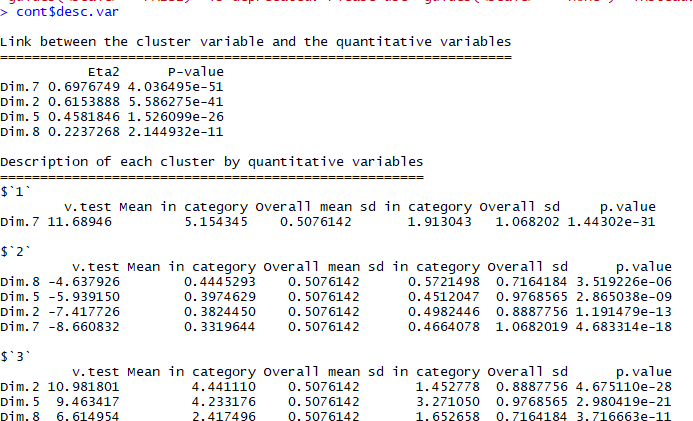 > cont$desc.var
Link between the cluster variable and the quantitative variables
================================================================
Eta2 P-value
Dim.7 0.6976749 4.036495e-51
Dim.2 0.6153888 5.586275e-41
Dim.5 0.4581846 1.526099e-26
Dim.8 0.2237268 2.144932e-11
Description of each cluster by quantitative variables
=====================================================
$`1`
v.test Mean in category Overall mean sd in category Overall sd p.value
Dim.7 11.68946 5.154345 0.5076142 1.913043 1.068202 1.44302e-31
$`2`
v.test Mean in category Overall mean sd in category Overall sd p.value
Dim.8 -4.637926 0.4445293 0.5076142 0.5721498 0.7164184 3.519226e-06
Dim.5 -5.939150 0.3974629 0.5076142 0.4512047 0.9768565 2.865038e-09
Dim.2 -7.417726 0.3824450 0.5076142 0.4982446 0.8887756 1.191479e-13
Dim.7 -8.660832 0.3319644 0.5076142 0.4664078 1.0682019 4.683314e-18
$`3`
v.test Mean in category Overall mean sd in category Overall sd p.value
Dim.2 10.981801 4.441110 0.5076142 1.452778 0.8887756 4.675110e-28
Dim.5 9.463417 4.233176 0.5076142 3.271050 0.9768565 2.980419e-21
Dim.8 6.614954 2.417496 0.5076142 1.652658 0.7164184 3.716663e-11